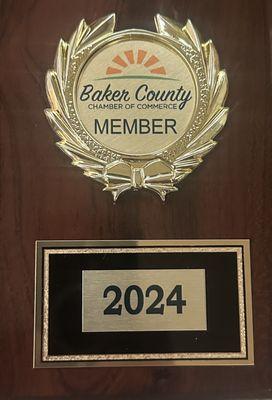 Baker County
CHAMBER OF COMMERCE
MEMBER
2024